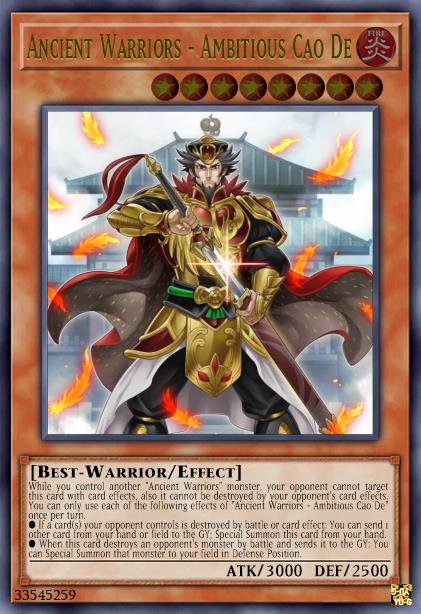 Ancient Warriors - Ambitious Cao De
FIRE
炎
[Best-Warrior/Effect]
While you control another "Ancient Warriors" monster, your opponent cannot target
this card with card effects, also it cannot be destroyed by your opponent's card effects.
You can only use each of the following effects of "Ancient Warriors - Ambitious Cao De"
once per turn.
● If a card(s) your opponent controls is destroyed by battle or card effect: You can send 1
other card from your hand or field to the GY; Special Summon this card from your hand.
● When this card destroys an opponent's monster by battle and sends it to the GY: You
can Special Summon that monster to your field in Defense Position.
ATK/3000 DEF/2500
33545259